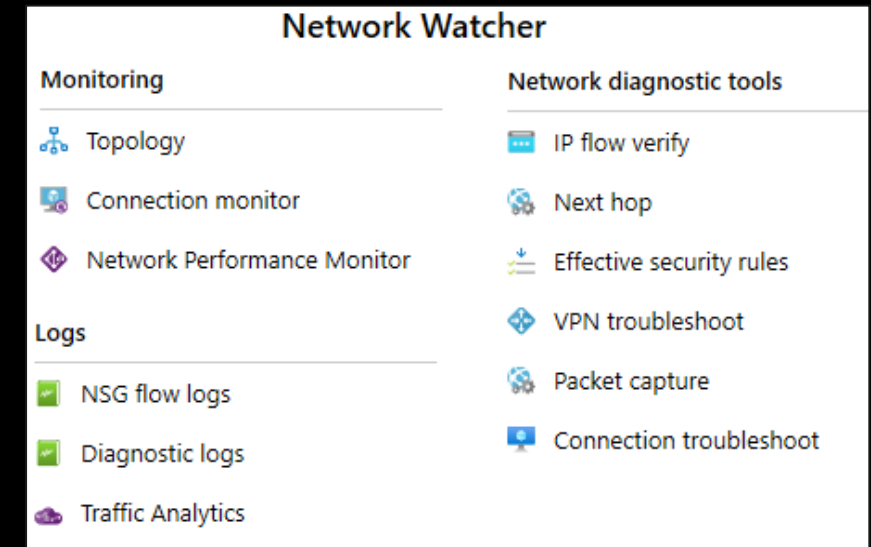 Network Watcher
Monitoring
Topology
Connection monitor
Network Performance Monitor
Logs
NSG flow logs
Diagnostic logs
Traffic Analytics
Network diagnostic tools
IP flow verify
Next hop
Effective security rules
VPN troubleshoot
Packet capture
Connection troubleshoot